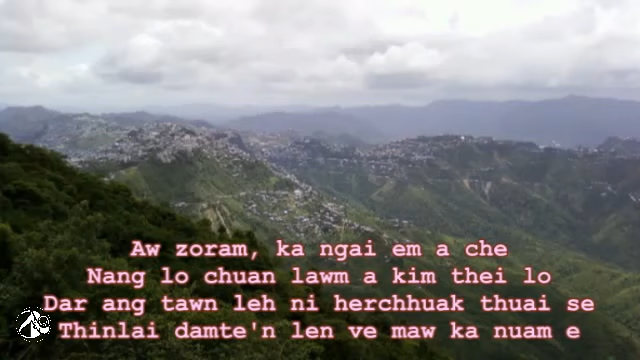 Aw zoram, ka ngai em a che
Nang lo chuan lawm a kim thei lo
Dar ang tawn leh ni herchhuak thuai se
Thinlai damte'n len ve maw ka nuam e